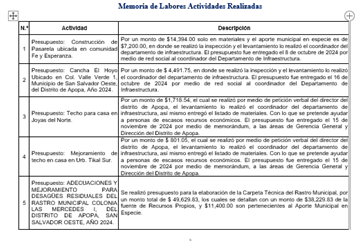 Memoria de Labores Actividades Realizadas
N.º Actividad Descripción
1
Presupuesto: Construcción de Pasarela ubicada en comunidad Fe y Esperanza.
Por un monto de $14,394.00 solo en materiales y el aporte municipal en especies es de
$7,200.00, en donde se realizó la inspección y el levantamiento lo realizó el coordinador del
departamento de infraestructura. El presupuesto fue entregado el 8 de octubre de 2024 por
medio de red social al coordinador del Departamento de Infraestructura.
2
Presupuesto: Cancha El Hoyo
Ubicado en Col. Valle Verde 1,
Municipio de San Salvador Oeste,
del Distrito de Apopa, Año 2024.
Por un monto de $ 4,491.75, en donde se realizó la inspección y el levantamiento lo realizó
el coordinador del departamento de infraestructura. El presupuesto fue entregado el 16 de
octubre de 2024 por medio de red social al coordinador del Departamento de
Infraestructura.
3
Presupuesto: Techo para casa en
Joyas del Norte.
Por un monto de $1,718.54, el cual se realizó por medio de petición verbal del director del
distrito de Apopa, el levantamiento lo realizó el coordinador del departamento de
infraestructura, así mismo entregó el listado de materiales. Con lo que se pretende ayudar
a personas de escasos recursos económicos. El presupuesto fue entregado el 15 de
noviembre de 2024 por medio de memorándum, a las áreas de Gerencia General y
Dirección del Distrito de Apopa.
4
Presupuesto: Mejoramiento de
techo en casa en Urb. Tikal Sur.
Por un monto de $ 801.05, el cual se realizó por medio de petición verbal del director del
distrito de Apopa, el levantamiento lo realizó el coordinador del departamento de
infraestructura, así mismo entregó el listado de materiales. Con lo que se pretende ayudar
a personas de escasos recursos económicos. El presupuesto fue entregado el 15 de
noviembre de 2024 por medio de memorándum, a las áreas de Gerencia General y
Dirección del Distrito de Apopa.
5
Presupuesto: ADECUACIONES Y
MEJORAMIENTO PARA
DESAGÜES RESIDUALES DEL
RASTRO MUNICIPAL COLONIA
LAS MERCEDES I, DEL
DISTRITO DE APOPA, SAN
SALVADOR OESTE, AÑO 2024.
Se realizó presupuesto para la elaboración de la Carpeta Técnica del Rastro Municipal, por
un monto total $ 49,629.83, los cuales se detallan con un monto de $38,229.83 de la
fuente de Recursos Propios, y $11,400.00 son pertenecientes al Aporte Municipal en
Especie.